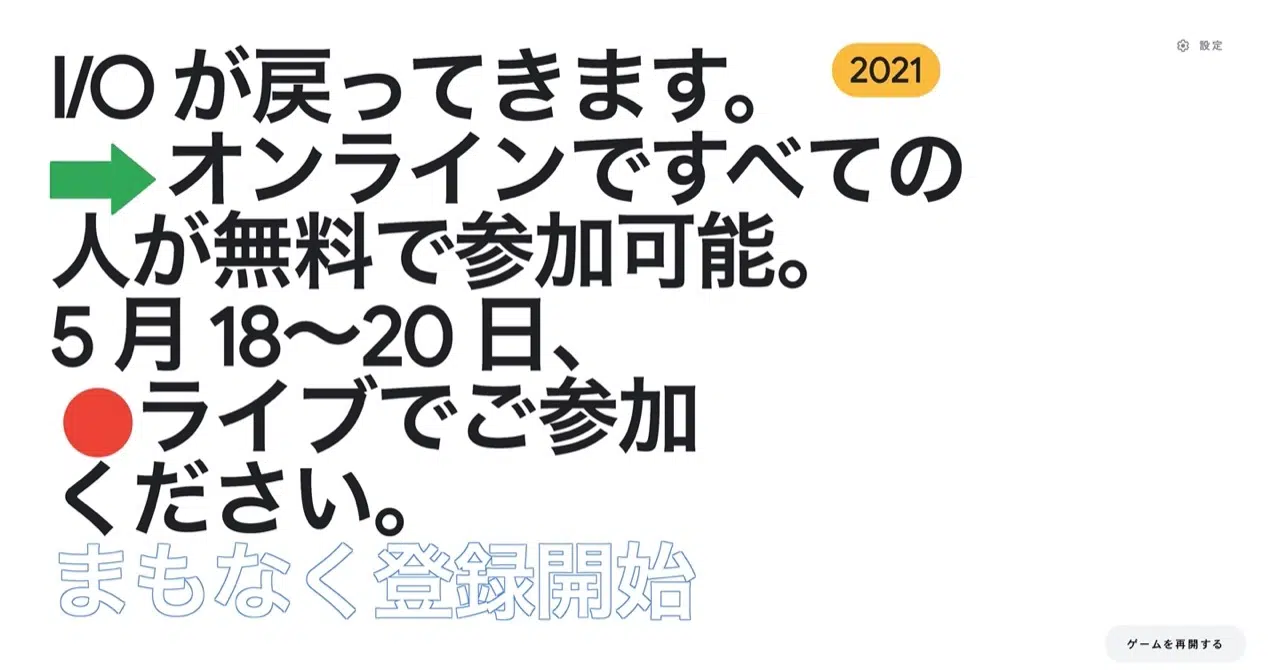 I/O が戻ってきます。 2021
設定
オンラインですべての
人が無料で参加可能。
5 月 18〜20 日、
ライブでご参加
ください。
まもなく登録開始
ゲームを再開する